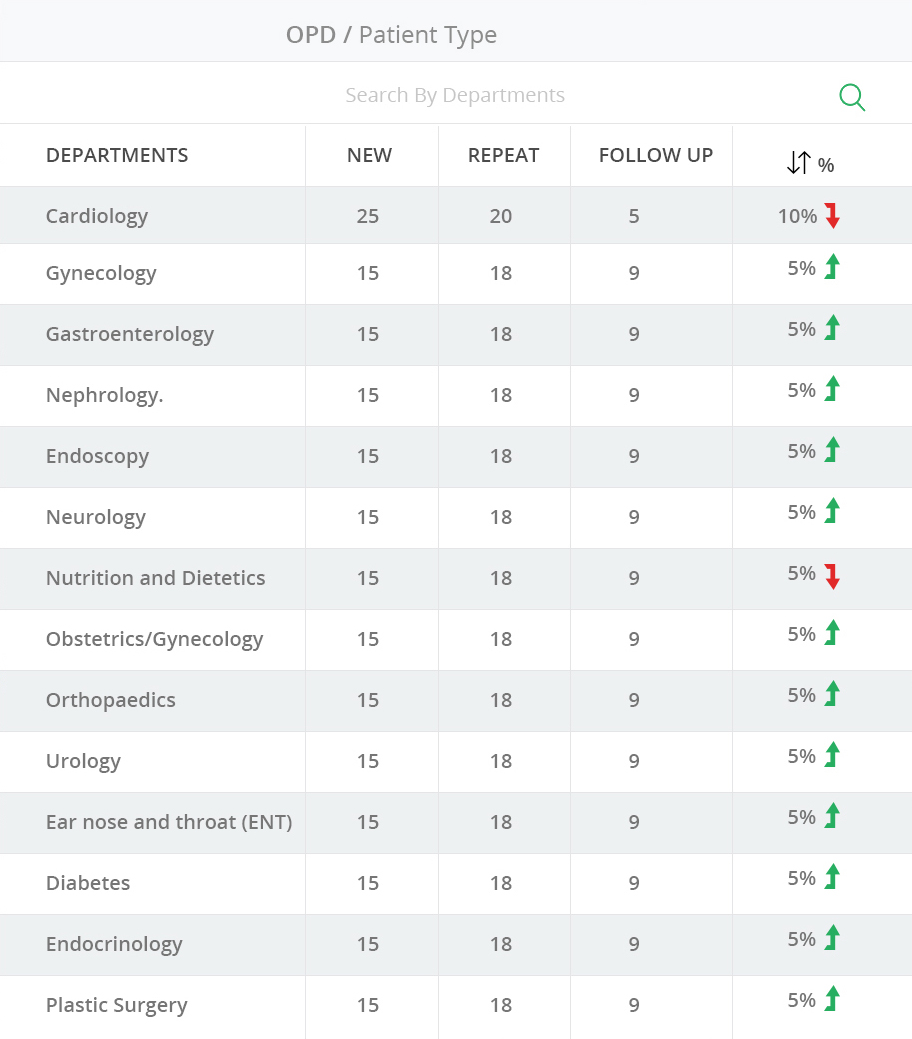 OPD / Patient Type
Search By Departments
DEPARTMENTS NEW REPEAT FOLLOW UP %
Cardiology 25 20 5 10%
Gynecology 15 18 9 5%
Gastroenterology 15 18 9 5%
Nephrology. 15 18 9 5%
Endoscopy 15 18 9 5%
Neurology 15 18 9 5%
Nutrition and Dietetics 15 18 9 5%
Obstetrics/Gynecology 15 18 9 5%
Orthopaedics 15 18 9 5%
Urology 15 18 9 5%
Ear nose and throat (ENT) 15 18 9 5%
Diabetes 15 18 9 5%
Endocrinology 15 18 9 5%
Plastic Surgery 15 18 9 5%